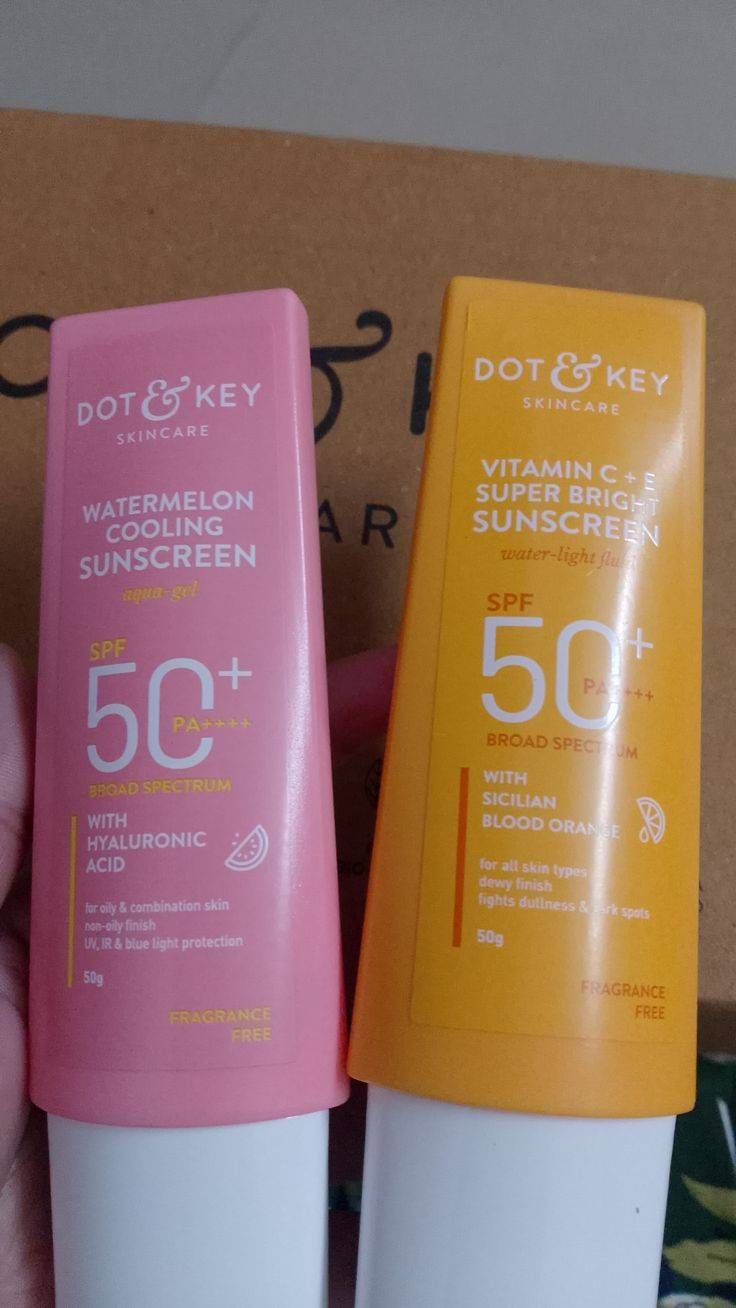 DOT & KEY
SKINCARE
WATERMELON
COOLING
SUNSCREEN
aqua-gel
SPF
50+
PA++++
BROAD SPECTRUM
WITH
HYALURONIC
ACID
for oily & combination skin
non-oily finish
UV, IR & blue light protection
50g
FRAGRANCE
FREE
DOT & KEY
SKINCARE
VITAMIN C + E
SUPER BRIGHT
SUNSCREEN
water-light
SPF
50+
PA++++
BROAD SPECTRUM
WITH
SICILIAN
BLOOD ORANGE
for all skin types
dewy finish
fights dullness & dark spots
50g
FRAGRANCE
FREE